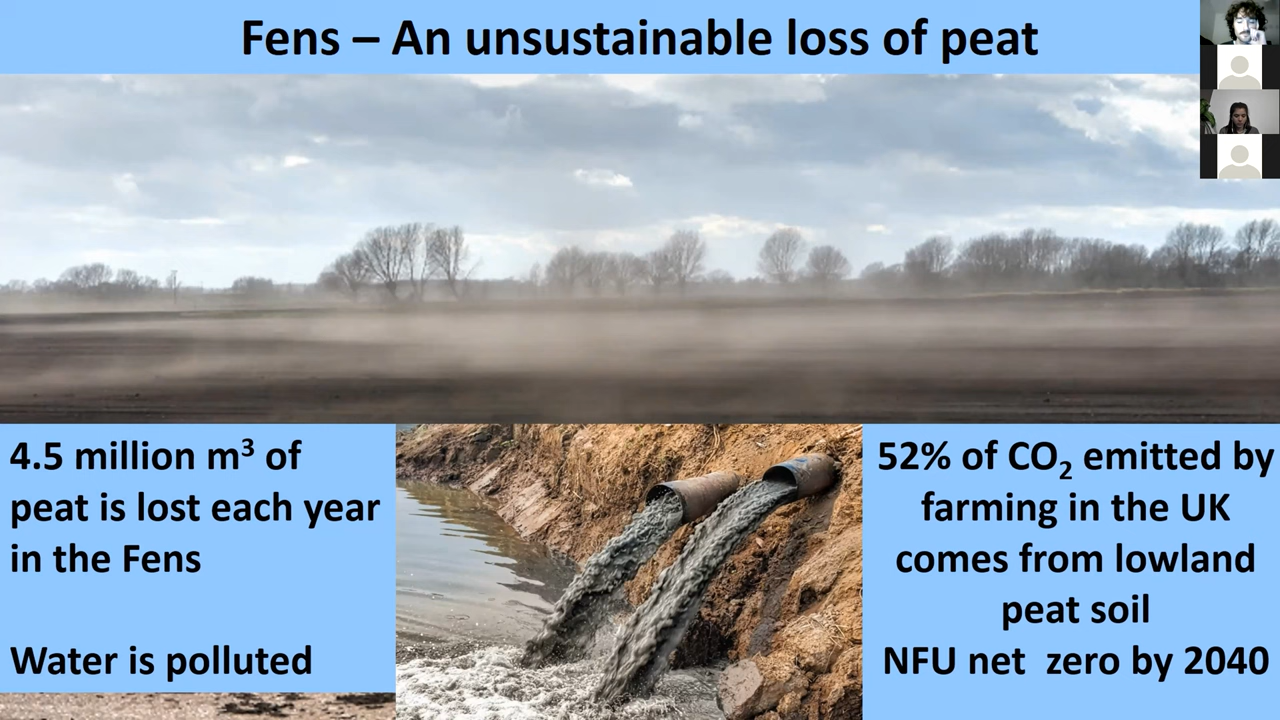 Fens – An unsustainable loss of peat
4.5 million m³ of
peat is lost each year
in the Fens
Water is polluted
52% of CO₂ emitted by
farming in the UK
comes from lowland
peat soil
NFU net  zero by 2040